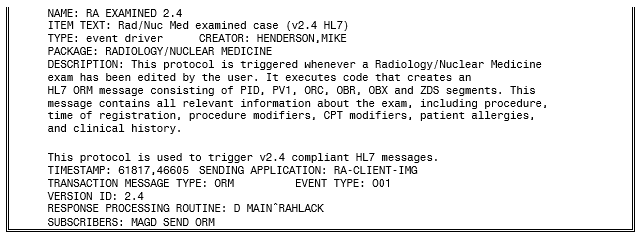 NAME: RA EXAMINED 2.4
ITEM TEXT: Rad/Nuc Med examined case (v2.4 HL7)
TYPE: event driver CREATOR: HENDERSON,MIKE
PACKAGE: RADIOLOGY/NUCLEAR MEDICINE
DESCRIPTION: This protocol is triggered whenever a Radiology/Nuclear Medicine
exam has been edited by the user. It executes code that creates an
HL7 ORM message consisting of PID, PV1, ORC, OBR, OBX and ZDS segments. This
message contains all relevant information about the exam, including procedure,
time of registration, procedure modifiers, CPT modifiers, patient allergies,
and clinical history.
This protocol is used to trigger v2.4 compliant HL7 messages.
TIMESTAMP: 61817,46605 SENDING APPLICATION: RA-CLIENT-IMG
TRANSACTION MESSAGE TYPE: ORM EVENT TYPE: O01
VERSION ID: 2.4
RESPONSE PROCESSING ROUTINE: D MAIN^RAHLACK
SUBSCRIBERS: MAGD SEND ORM